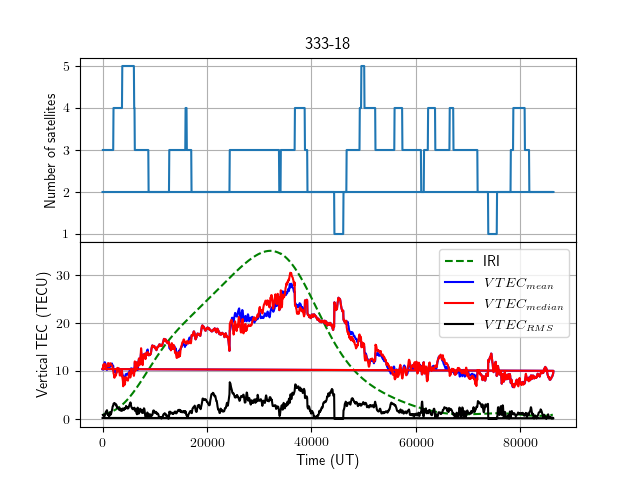 333-18
Number of satellites
5
4
3
2
1
Vertical TEC (TECU)
30
20
10
0
IRI
VTEC_mean
VTEC_median
VTEC_RMS
0 20000 40000 60000 80000
Time (UT)